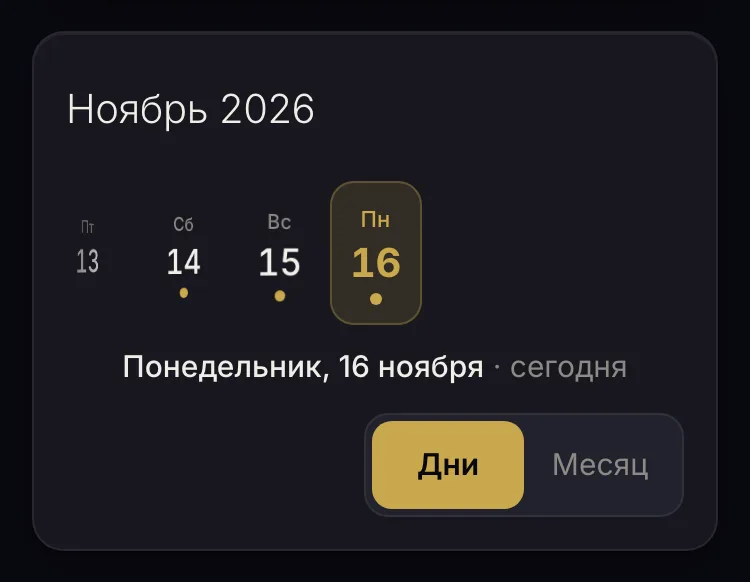 Ноябрь 2026
Пт Сб Вс Пн
13 14 15 16
Понедельник, 16 ноября · сегодня
Дни Месяц